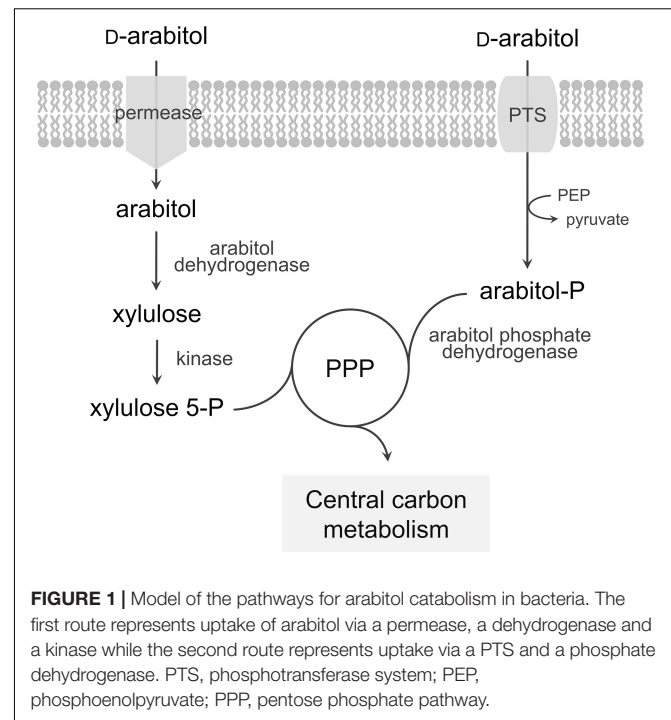 D-arabitol
permease
arabitol
arabitol
dehydrogenase
xylulose
kinase
xylulose 5-P
D-arabitol
PTS
PEP
pyruvate
arabitol-P
arabitol phosphate
dehydrogenase
PPP
Central carbon
metabolism
FIGURE 1 | Model of the pathways for arabitol catabolism in bacteria. The
first route represents uptake of arabitol via a permease, a dehydrogenase and
a kinase while the second route represents uptake via a PTS and a phosphate
dehydrogenase. PTS, phosphotransferase system; PEP,
phosphoenolpyruvate; PPP, pentose phosphate pathway.